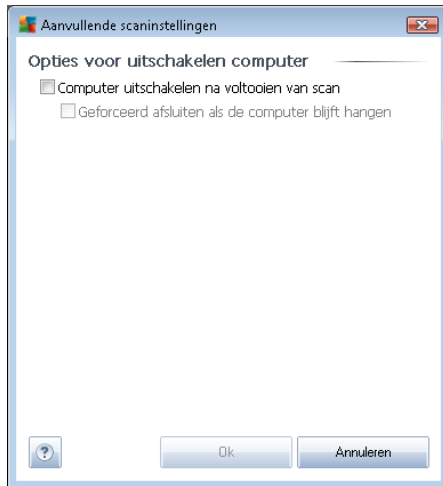 Aanvullende scaninstellingen
Opties voor uitschakelen computer
Computer uitschakelen na voltooien van scan
Geforceerd afsluiten als de computer blijft hangen
?
Ok
Annuleren